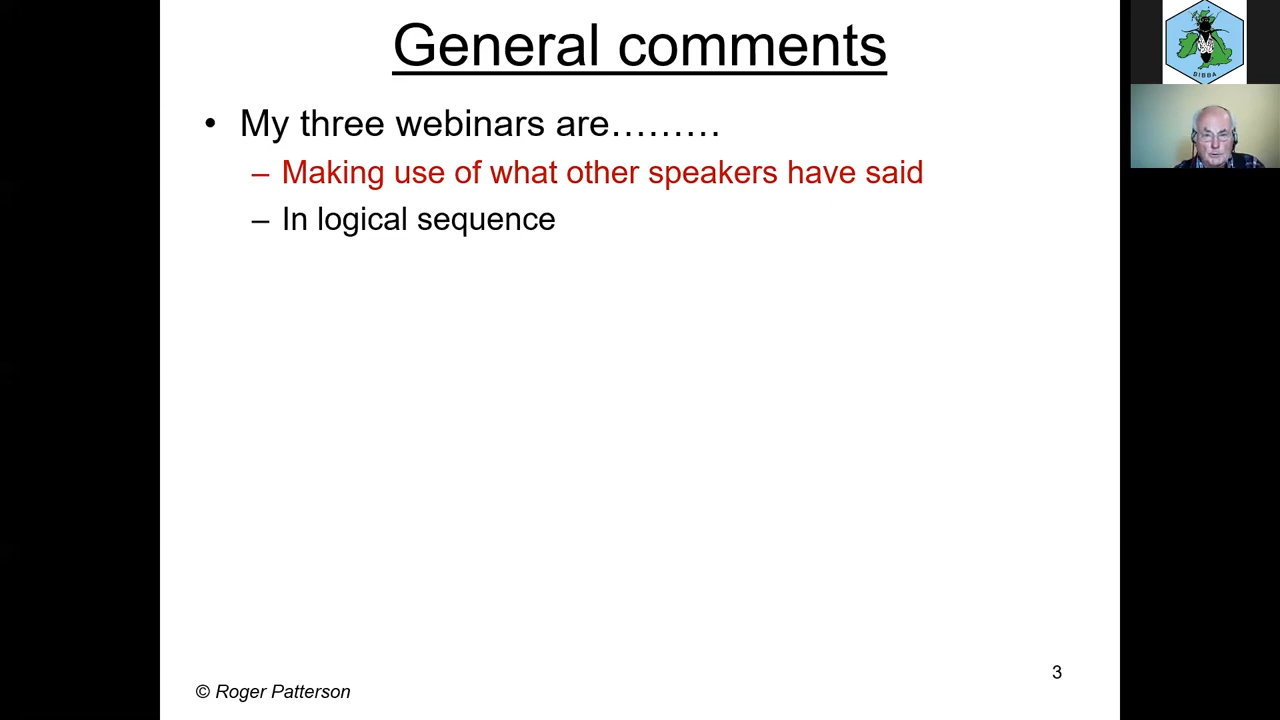 General comments
• My three webinars are………
– Making use of what other speakers have said
– In logical sequence
© Roger Patterson
3
BIBBA